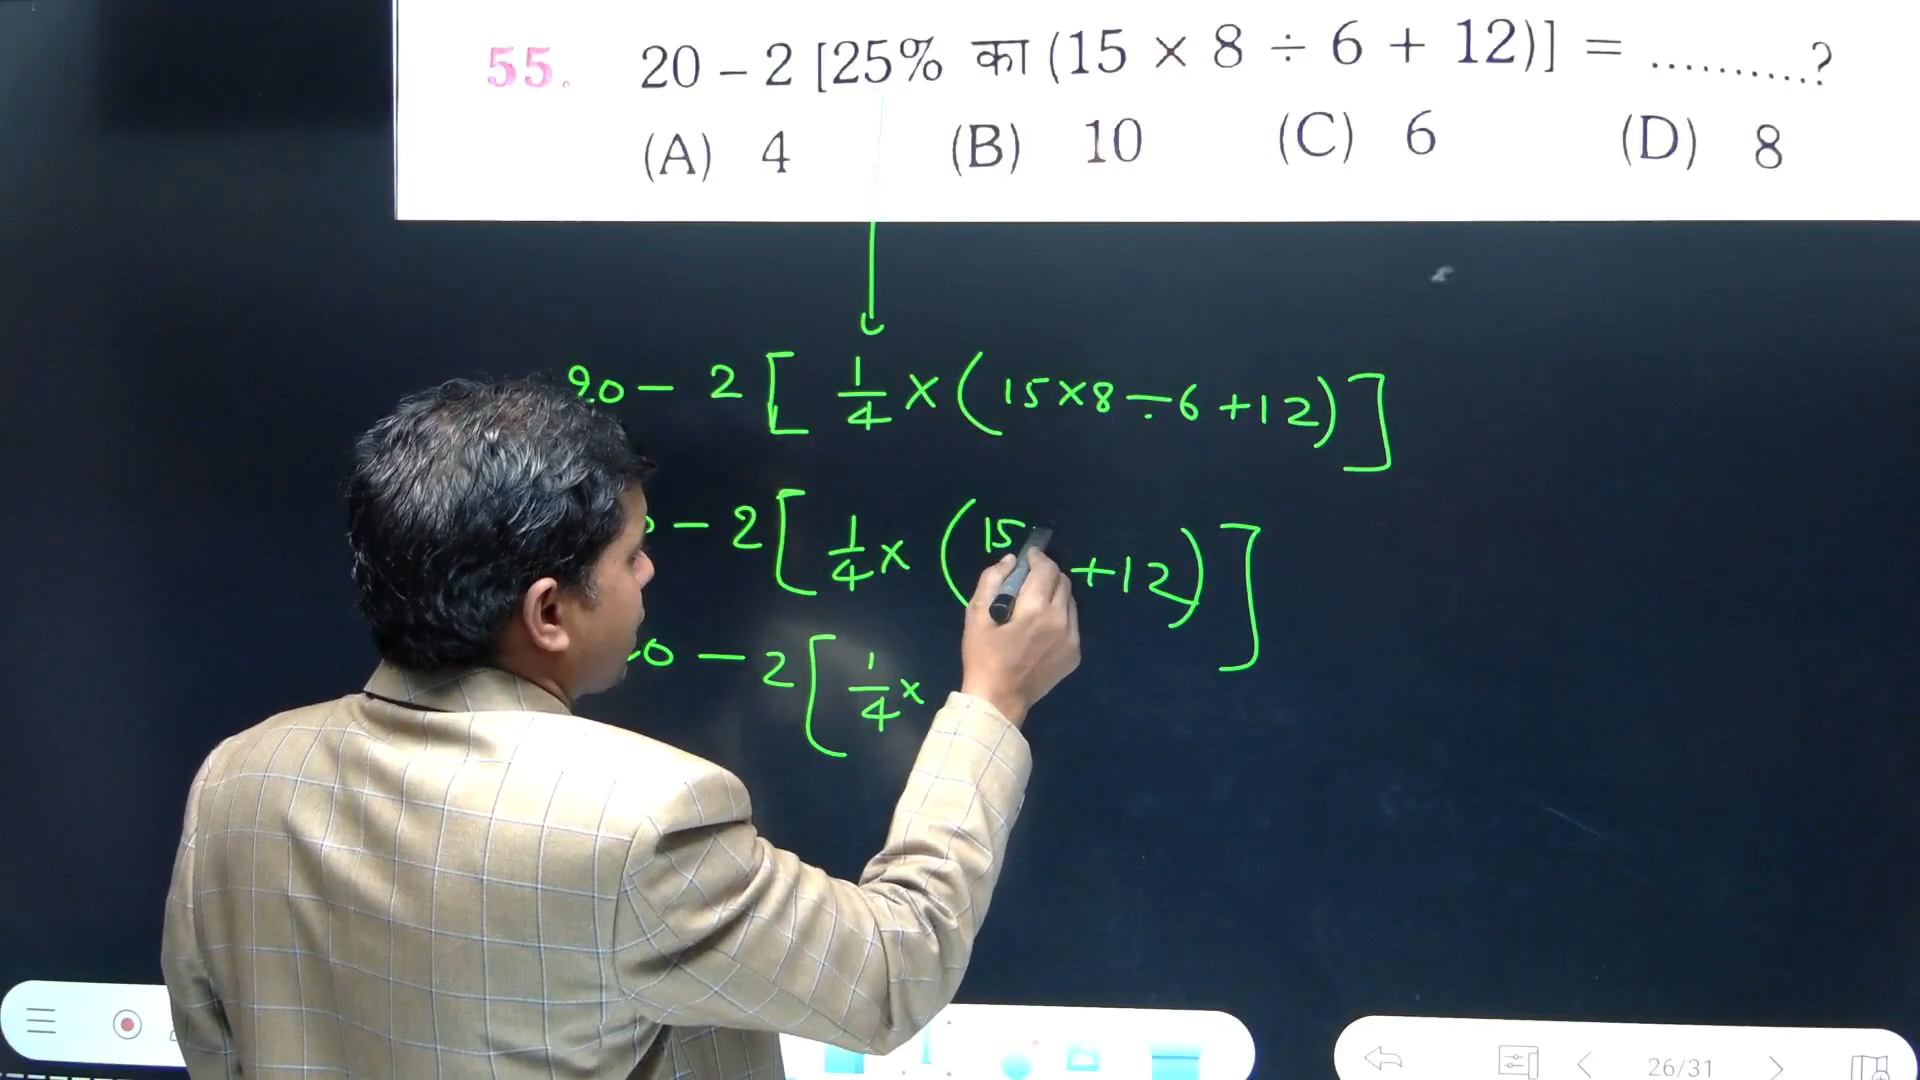 55. 20 – 2 [25% का (15 × 8 ÷ 6 + 12)] = ..........?
(A) 4 (B) 10 (C) 6 (D) 8
20 – 2 [ 1/4 × ( 15 × 8 ÷ 6 + 12 ) ]
– 2 [ 1/4 × ( 15 + 12 ) ]
20 – 2 [ 1/4 ×
26/31